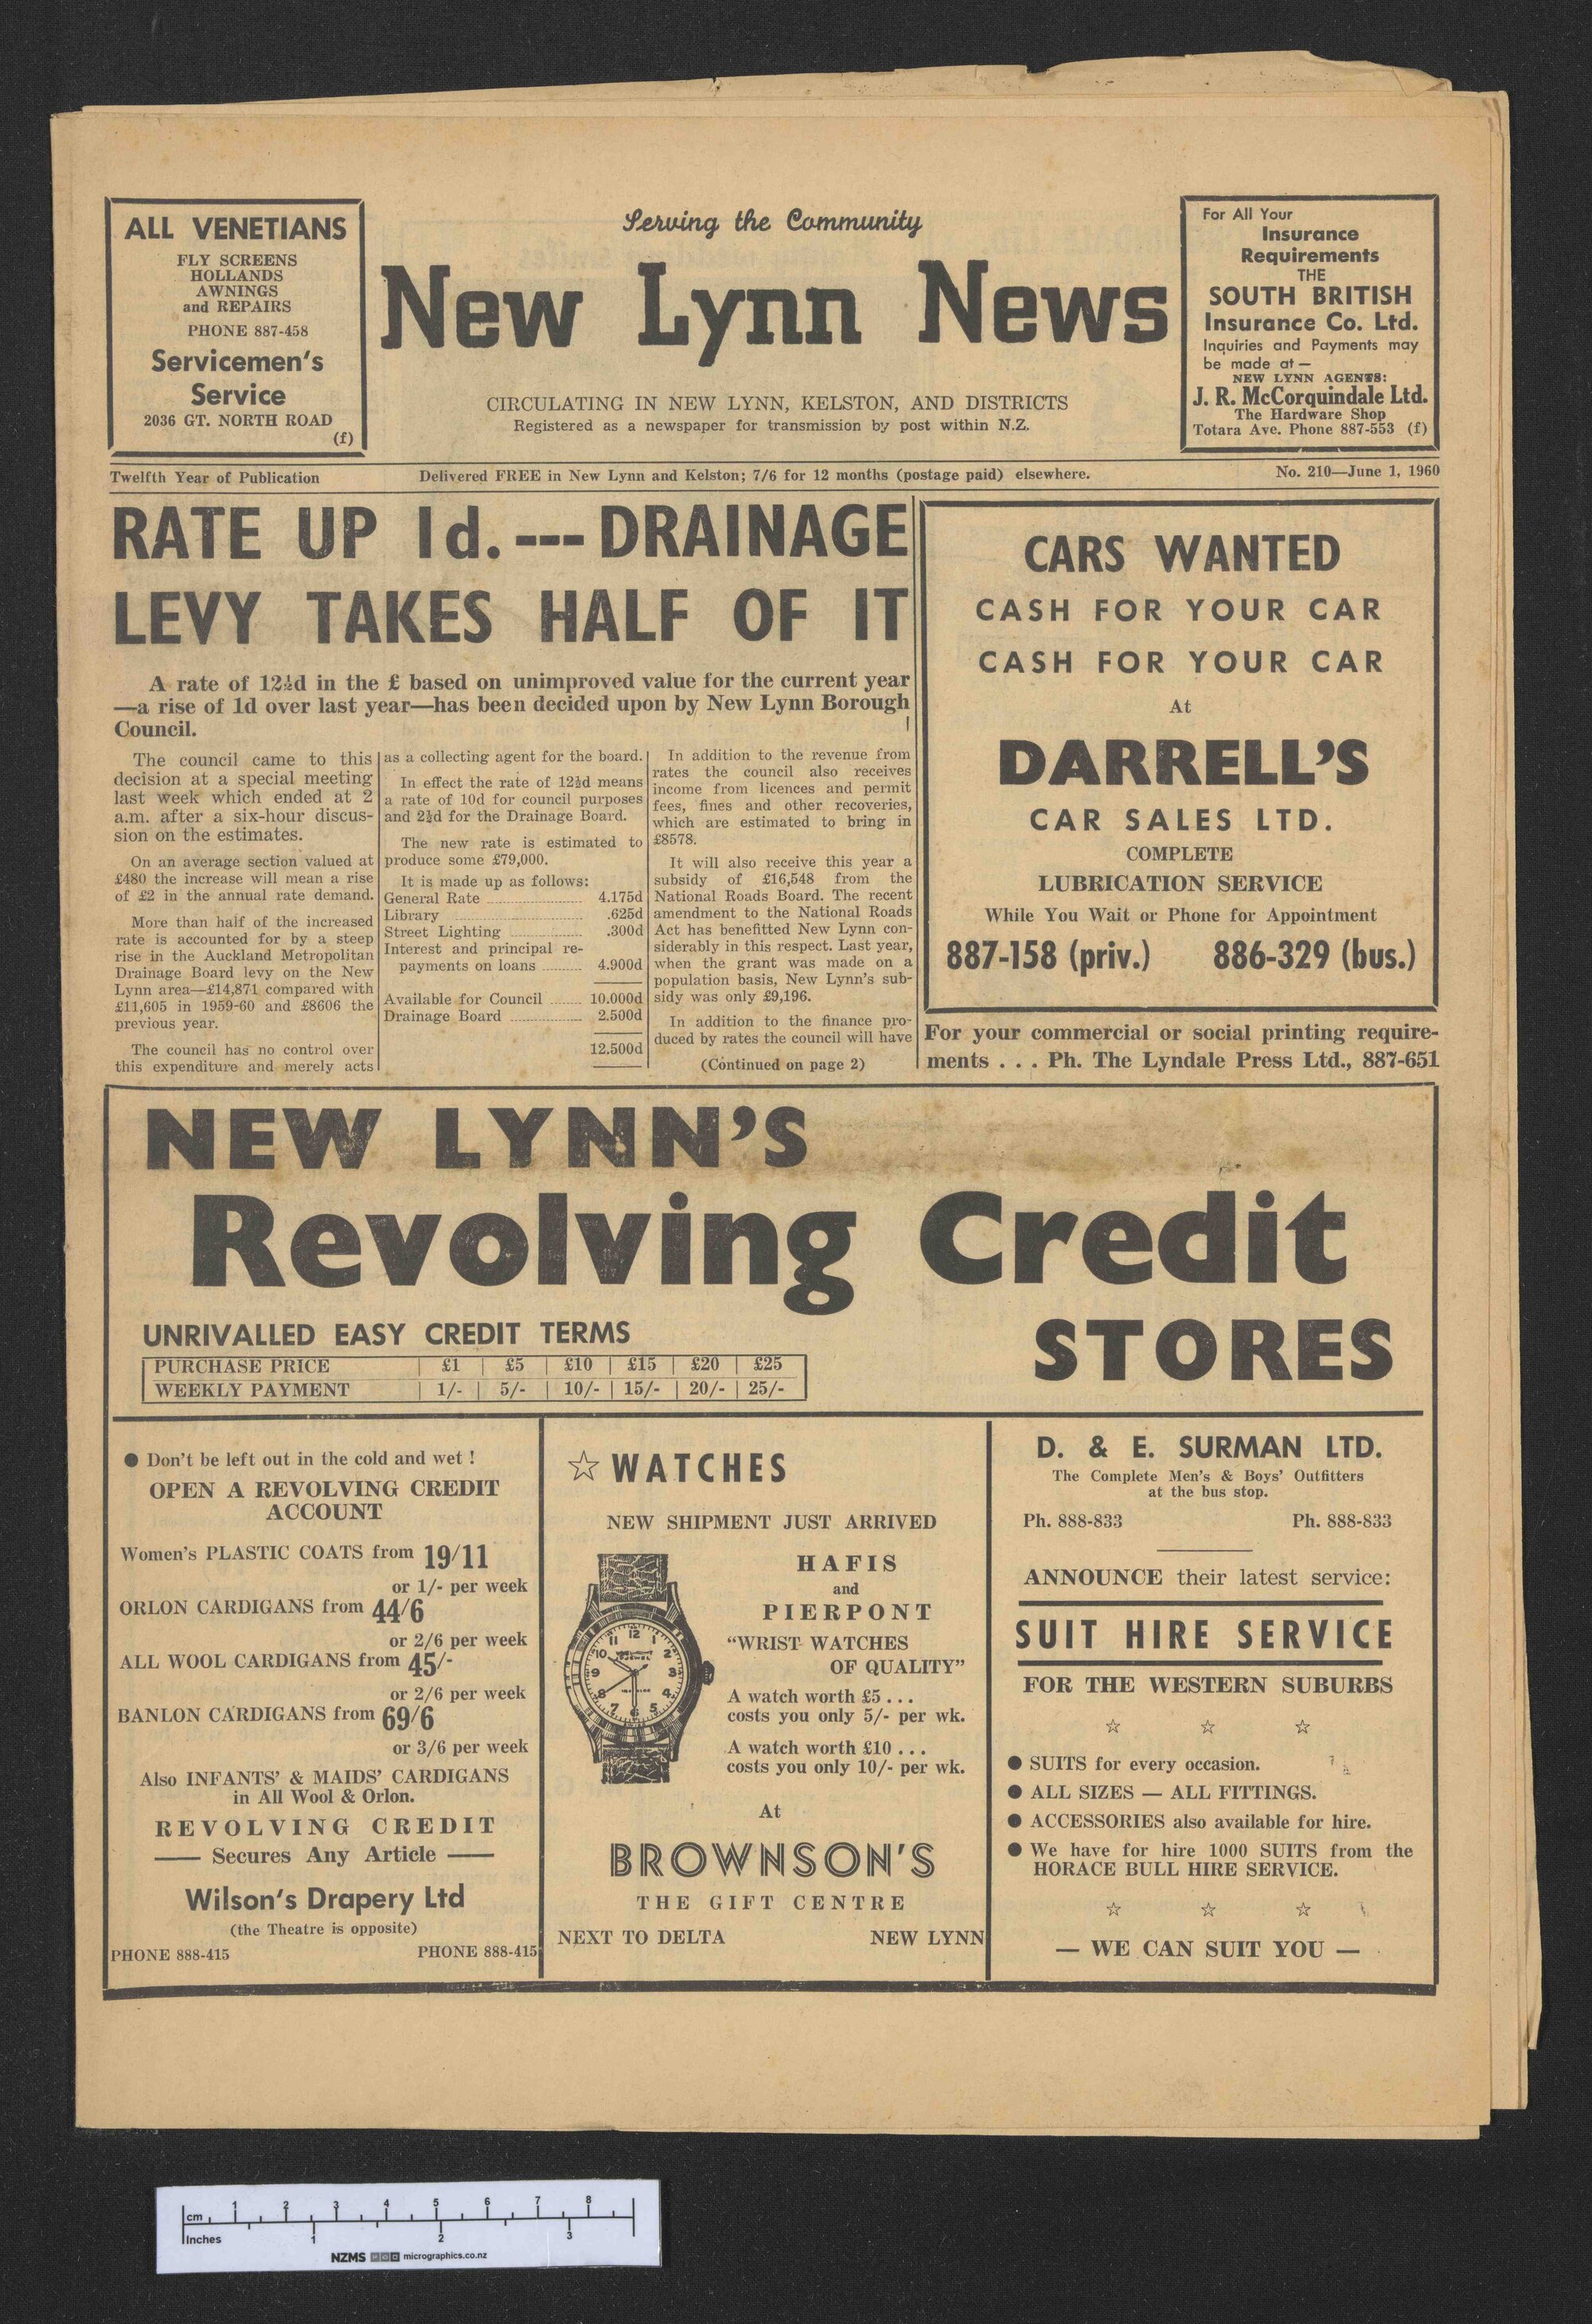 ALL VENETIANS
FLY SCREENS
HOLLANDS
AWNINGS
and REPAIRS
PHONE 887-458
Servicemen's
Service
2036 GT. NORTH ROAD
(f)
Serving the Community
New Lynn News
CIRCULATING IN NEW LYNN, KELSTON, AND DISTRICTS
Registered as a newspaper for transmission by post within N.Z.
For All Your
Insurance
Requirements
THE
SOUTH BRITISH
Insurance Co. Ltd.
Inquiries and Payments may
be made at —
NEW LYNN AGENTS:
J. R. McCorquindale Ltd.
The Hardware Shop
Totara Ave. Phone 887-553 (f)
Twelfth Year of Publication Delivered FREE in New Lynn and Kelston; 7/6 for 12 months (postage paid) elsewhere. No. 210—June 1, 1960
RATE UP 1d.---DRAINAGE
LEVY TAKES HALF OF IT
A rate of 12½d in the £ based on unimproved value for the current year
—a rise of 1d over last year—has been decided upon by New Lynn Borough
Council.
The council came to this
decision at a special meeting
last week which ended at 2
a.m. after a six-hour discus-
sion on the estimates.
On an average section valued at
£480 the increase will mean a rise
of £2 in the annual rate demand.
More than half of the increased
rate is accounted for by a steep
rise in the Auckland Metropolitan
Drainage Board levy on the New
Lynn area—£14,871 compared with
£11,605 in 1959-60 and £8606 the
previous year.
The council has no control over
this expenditure and merely acts
as a collecting agent for the board.
In effect the rate of 12½d means
a rate of 10d for council purposes
and 2½d for the Drainage Board.
The new rate is estimated to
produce some £79,000.
It is made up as follows:
General Rate 4.175d
Library .625d
Street Lighting .300d
Interest and principal re-
payments on loans 4.900d
Available for Council 10.000d
Drainage Board 2.500d
12.500d
In addition to the revenue from
rates the council also receives
income from licences and permit
fees, fines and other recoveries,
which are estimated to bring in
£8578.
It will also receive this year a
subsidy of £16,548 from the
National Roads Board. The recent
amendment to the National Roads
Act has benefitted New Lynn con-
siderably in this respect. Last year,
when the grant was made on a
population basis, New Lynn's sub-
sidy was only £9,196.
In addition to the finance pro-
duced by rates the council will have
(Continued on page 2)
CARS WANTED
CASH FOR YOUR CAR
CASH FOR YOUR CAR
At
DARRELL'S
CAR SALES LTD.
COMPLETE
LUBRICATION SERVICE
While You Wait or Phone for Appointment
887-158 (priv.) 886-329 (bus.)
For your commercial or social printing require-
ments . . . Ph. The Lyndale Press Ltd., 887-651
NEW LYNN'S
Revolving Credit
STORES
UNRIVALLED EASY CREDIT TERMS
PURCHASE PRICE £1 £5 £10 £15 £20 £25
WEEKLY PAYMENT 1/- 5/- 10/- 15/- 20/- 25/-
● Don't be left out in the cold and wet !
OPEN A REVOLVING CREDIT
ACCOUNT
Women's PLASTIC COATS from 19/11
or 1/- per week
ORLON CARDIGANS from 44/6
or 2/6 per week
ALL WOOL CARDIGANS from 45/-
or 2/6 per week
BANLON CARDIGANS from 69/6
or 3/6 per week
Also INFANTS' & MAIDS' CARDIGANS
in All Wool & Orlon.
REVOLVING CREDIT
— Secures Any Article —
Wilson's Drapery Ltd
(the Theatre is opposite)
PHONE 888-415 PHONE 888-415
☆ WATCHES
NEW SHIPMENT JUST ARRIVED
HAFIS
and
PIERPONT
"WRIST WATCHES
OF QUALITY"
A watch worth £5 . . .
costs you only 5/- per wk.
A watch worth £10 . . .
costs you only 10/- per wk.
12 1 2 3 4 5 6 7 8 9 10 11
At
BROWNSON'S
THE GIFT CENTRE
NEXT TO DELTA NEW LYNN
D. & E. SURMAN LTD.
The Complete Men's & Boys' Outfitters
at the bus stop.
Ph. 888-833 Ph. 888-833
ANNOUNCE their latest service:
SUIT HIRE SERVICE
FOR THE WESTERN SUBURBS
☆ ☆ ☆
● SUITS for every occasion.
● ALL SIZES — ALL FITTINGS.
● ACCESSORIES also available for hire.
● We have for hire 1000 SUITS from the
HORACE BULL HIRE SERVICE.
☆ ☆ ☆
— WE CAN SUIT YOU —
cm 1 2 3 4 5 6 7 8
Inches 1 2 3
NZMS micrographics.co.nz